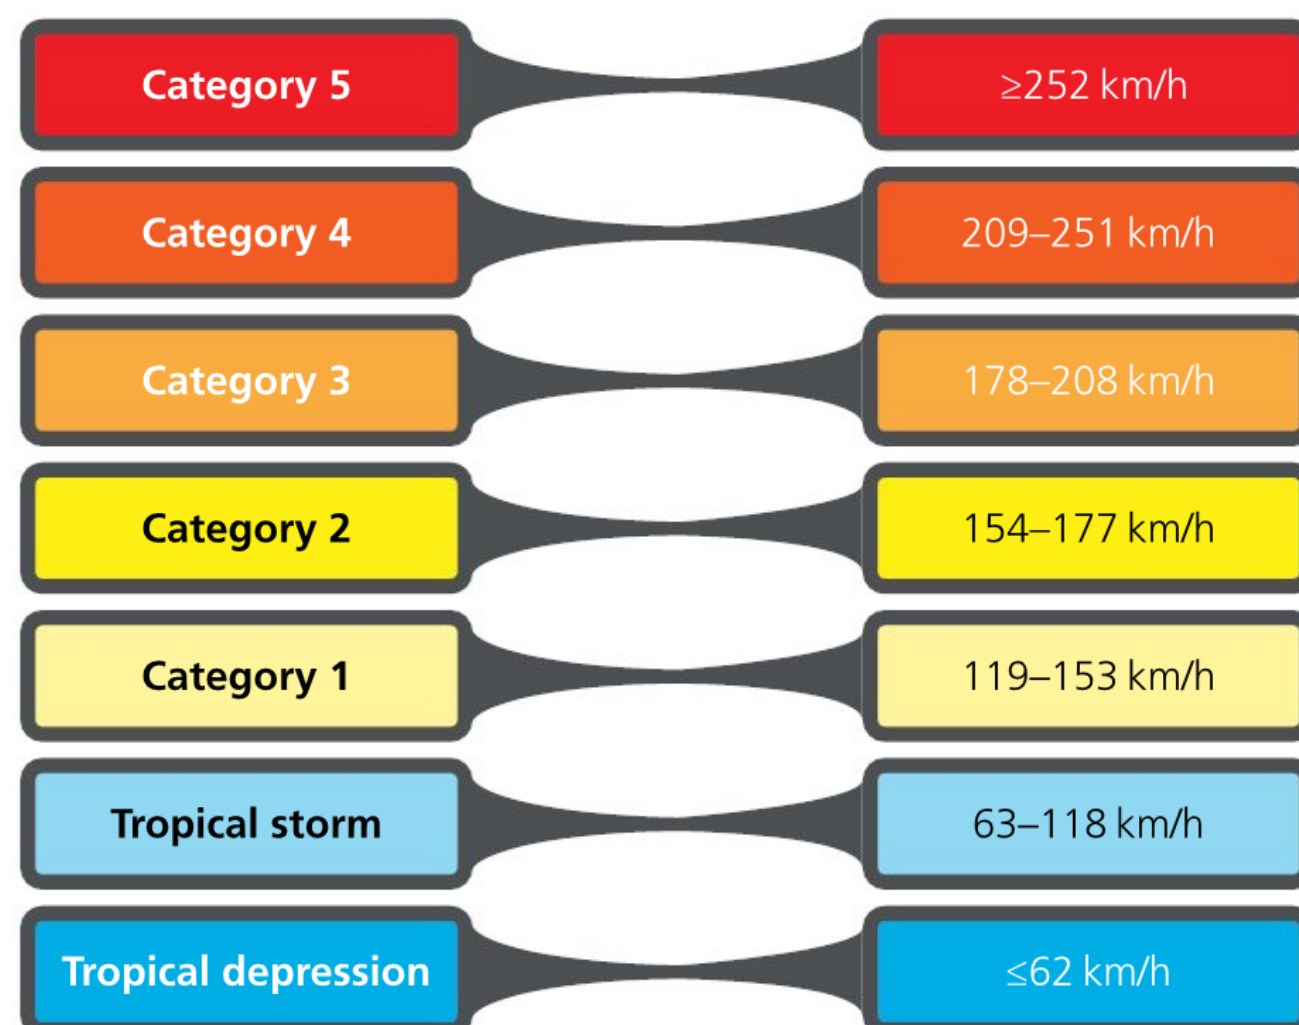 Category 5
≥252 km/h
Category 4
209–251 km/h
Category 3
178–208 km/h
Category 2
154–177 km/h
Category 1
119–153 km/h
Tropical storm
63–118 km/h
Tropical depression
≤62 km/h